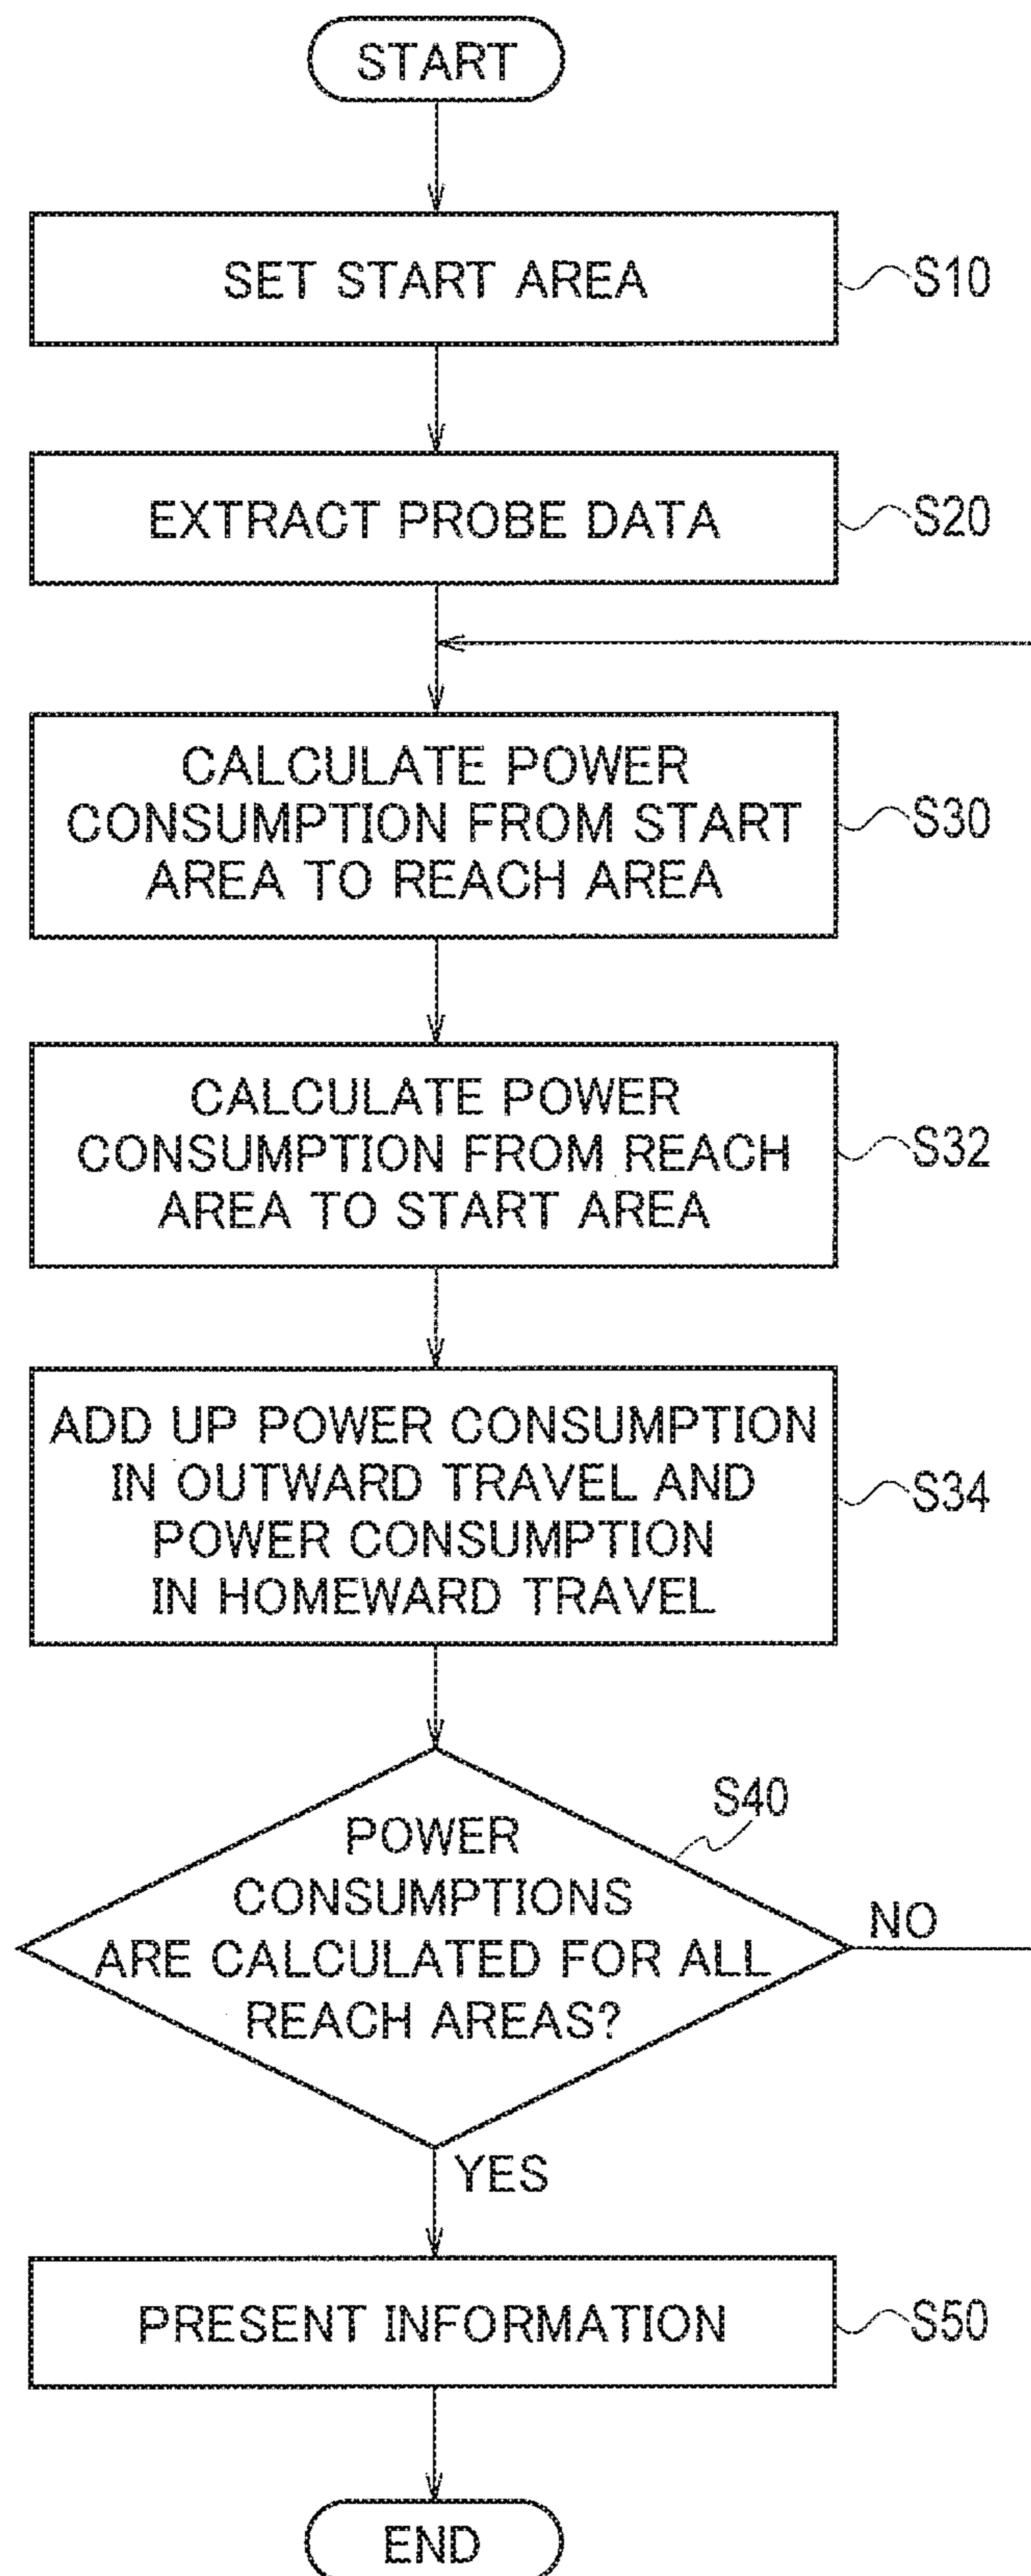 START
SET START AREA
S10
EXTRACT PROBE DATA
S20
CALCULATE POWER
CONSUMPTION FROM START
AREA TO REACH AREA
S30
CALCULATE POWER
CONSUMPTION FROM REACH
AREA TO START AREA
S32
ADD UP POWER CONSUMPTION
IN OUTWARD TRAVEL AND
POWER CONSUMPTION
IN HOMEWARD TRAVEL
S34
S40
POWER
CONSUMPTIONS
ARE CALCULATED FOR ALL
REACH AREAS?
NO
YES
PRESENT INFORMATION
S50
END